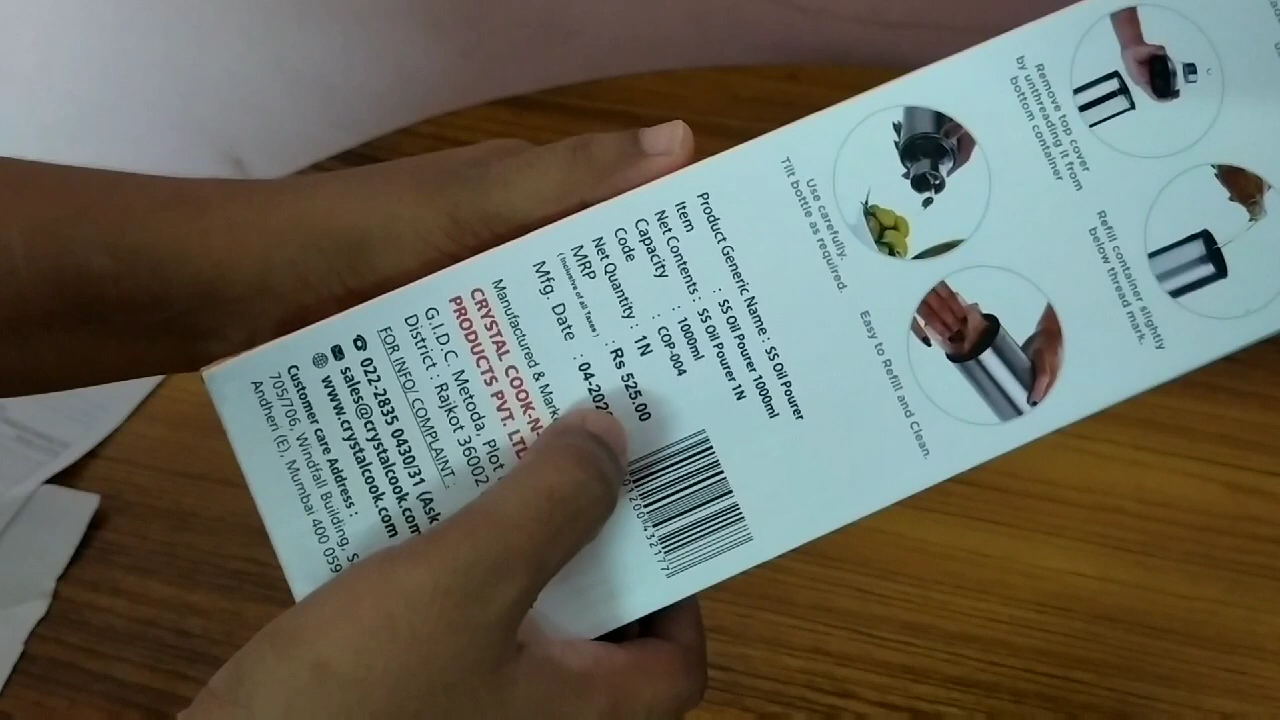 Remove top cover
by unthreading it from
bottom container
Refill container slightly
below thread mark.
Use carefully.
Tilt bottle as required.
Easy to Refill and Clean.
Product Generic Name : SS Oil Pourer
Item : SS Oil Pourer 1000ml
Net Contents : SS Oil Pourer 1N
Capacity : 1000ml
Code : COP-004
Net Quantity : 1N
MRP : Rs 525.00
(Inclusive of all Taxes)
Mfg. Date : 04-202
Manufactured &
CRYSTAL COOK-N-
PRODUCTS PVT. LTD
G.I.D.C. Metoda, Plot
District : Rajkot 36002
FOR INFO/ COMPLAINT :
022-2835 0430/31 (Ask
sales@crystalcook.com
www.crystalcook.com
Customer care Address :
705/706, Windfall Building,
Andheri (E), Mumbai 400 059